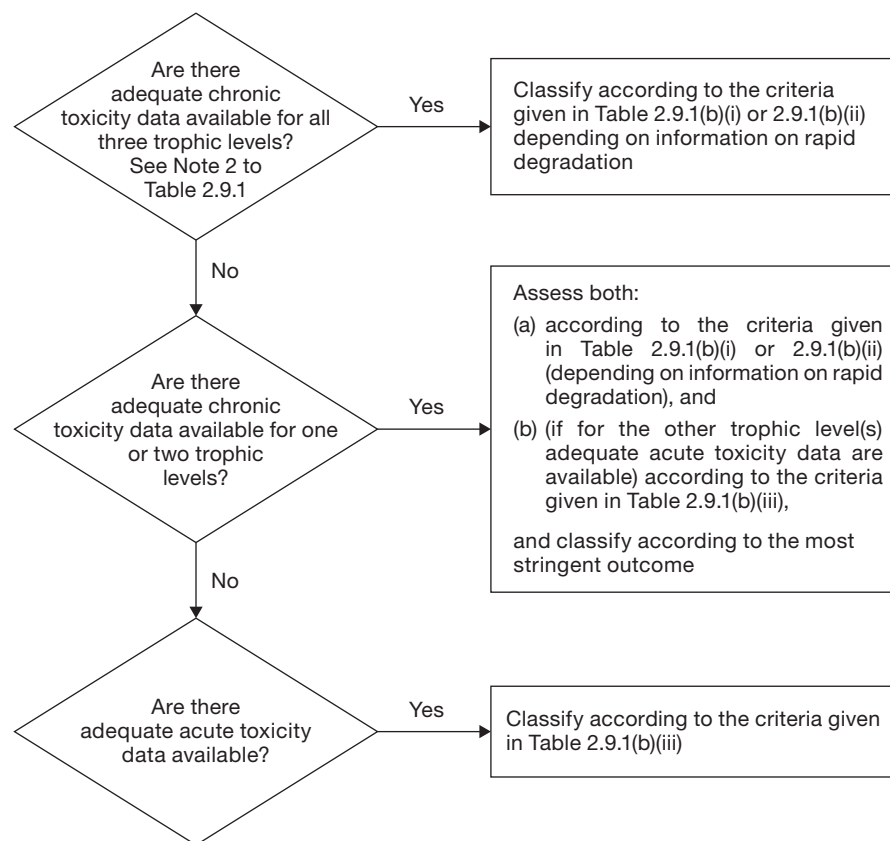 Are there
adequate chronic
toxicity data available for all
three trophic levels?
See Note 2 to
Table 2.9.1
Yes
Classify according to the criteria
given in Table 2.9.1(b)(i) or 2.9.1(b)(ii)
depending on information on rapid
degradation
No
Are there
adequate chronic
toxicity data available for one
or two trophic
levels?
Yes
Assess both:
(a) according to the criteria given
in Table 2.9.1(b)(i) or 2.9.1(b)(ii)
(depending on information on rapid
degradation), and
(b) (if for the other trophic level(s)
adequate acute toxicity data are
available) according to the criteria
given in Table 2.9.1(b)(iii),
and classify according to the most
stringent outcome
No
Are there
adequate acute toxicity
data available?
Yes
Classify according to the criteria given
in Table 2.9.1(b)(iii)